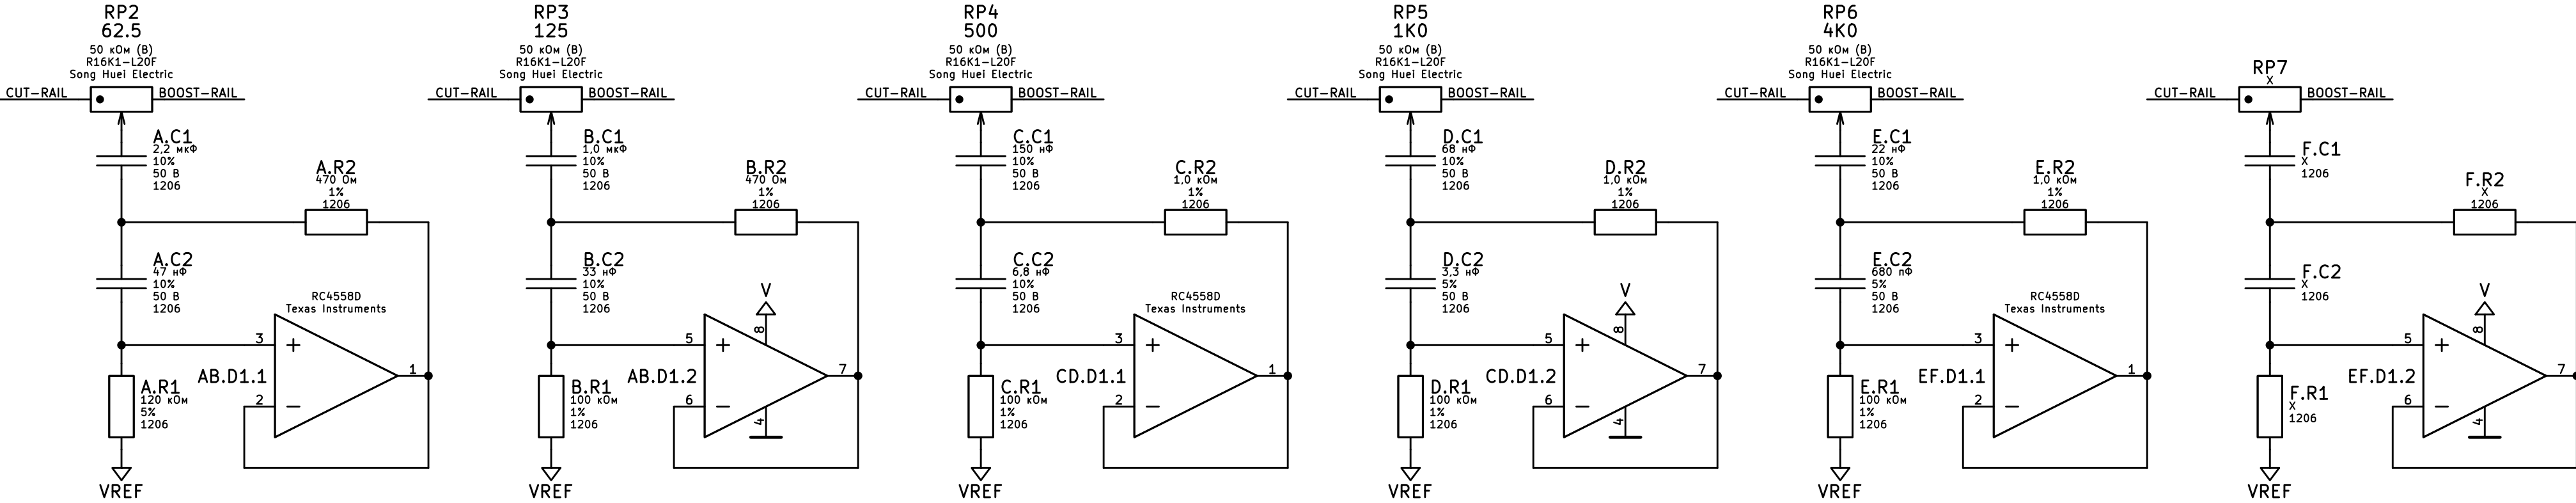 RP2
62.5
50 кОм (B)
R16K1-L20F
Song Huei Electric
CUT-RAIL
BOOST-RAIL
A.C1
2,2 мкФ
10%
50 В
1206
A.R2
470 Ом
1%
1206
A.C2
47 нФ
10%
50 В
1206
RC4558D
Texas Instruments
3
+
1
AB.D1.1
2
−
A.R1
120 кОм
5%
1206
VREF
RP3
125
50 кОм (B)
R16K1-L20F
Song Huei Electric
CUT-RAIL
BOOST-RAIL
B.C1
1,0 мкФ
10%
50 В
1206
B.R2
470 Ом
1%
1206
B.C2
33 нФ
10%
50 В
1206
V
8
5
+
7
AB.D1.2
6
−
4
B.R1
100 кОм
1%
1206
VREF
RP4
500
50 кОм (B)
R16K1-L20F
Song Huei Electric
CUT-RAIL
BOOST-RAIL
C.C1
150 нФ
10%
50 В
1206
C.R2
1,0 кОм
1%
1206
C.C2
6,8 нФ
10%
50 В
1206
RC4558D
Texas Instruments
3
+
1
CD.D1.1
2
−
C.R1
100 кОм
1%
1206
VREF
RP5
1K0
50 кОм (B)
R16K1-L20F
Song Huei Electric
CUT-RAIL
BOOST-RAIL
D.C1
68 нФ
10%
50 В
1206
D.R2
1,0 кОм
1%
1206
D.C2
3,3 нФ
5%
50 В
1206
V
8
5
+
7
CD.D1.2
6
−
4
D.R1
100 кОм
1%
1206
VREF
RP6
4K0
50 кОм (B)
R16K1-L20F
Song Huei Electric
CUT-RAIL
BOOST-RAIL
E.C1
22 нФ
10%
50 В
1206
E.R2
1,0 кОм
1%
1206
E.C2
680 пФ
5%
50 В
1206
RC4558D
Texas Instruments
3
+
1
EF.D1.1
2
−
E.R1
100 кОм
1%
1206
VREF
RP7
X
CUT-RAIL
BOOST-RAIL
F.C1
X
1206
F.R2
X
1206
F.C2
X
1206
V
8
5
+
7
EF.D1.2
6
−
4
F.R1
X
1206
VREF